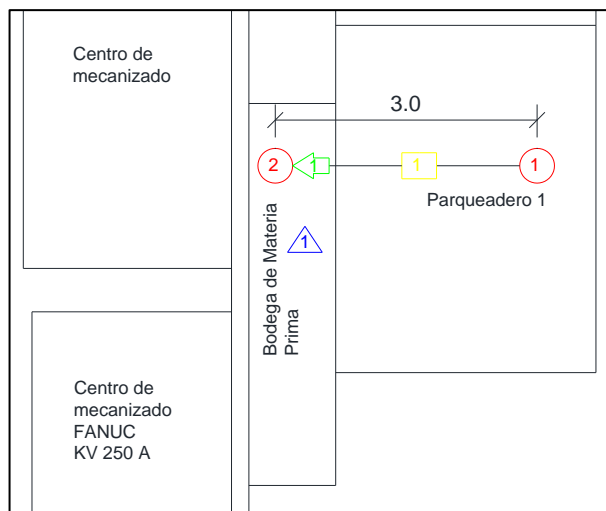 Centro de
mecanizado
3.0
2
1
1
1
Parqueadero 1
1
Bodega de Materia
Prima
Centro de
mecanizado
FANUC
KV 250 A